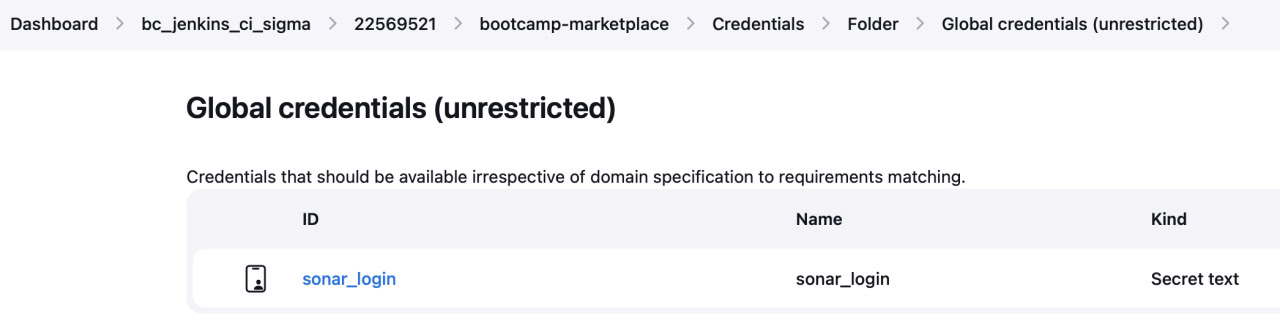 Dashboard > bc_jenkins_ci_sigma > 22569521 > bootcamp-marketplace > Credentials > Folder > Global credentials (unrestricted) >
Global credentials (unrestricted)
Credentials that should be available irrespective of domain specification to requirements matching.
ID Name Kind
sonar_login sonar_login Secret text